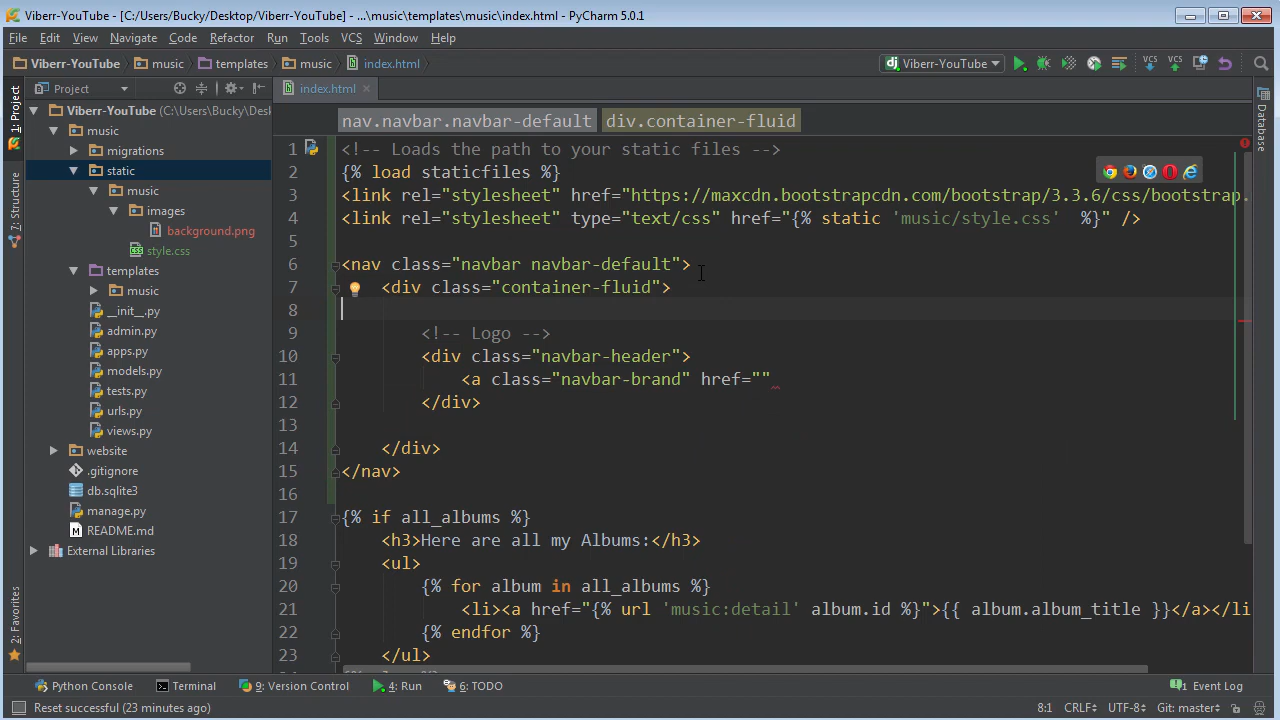 Viberr-YouTube - [C:/Users/Bucky/Desktop/Viberr-YouTube] - ...\music\templates\music\index.html - PyCharm 5.0.1
File Edit View Navigate Code Refactor Run Tools VCS Window Help
Viberr-YouTube music templates music index.html Viberr-YouTube
Project index.html
1: Project
7: Structure
2: Favorites
Viberr-YouTube (C:\Users\Bucky\Desk
music
migrations
static
music
images
background.png
style.css
templates
music
__init__.py
admin.py
apps.py
models.py
tests.py
urls.py
views.py
website
.gitignore
db.sqlite3
manage.py
README.md
External Libraries
nav.navbar.navbar-default div.container-fluid
1 <!-- Loads the path to your static files -->
2 {% load staticfiles %}
3 <link rel="stylesheet" href="https://maxcdn.bootstrapcdn.com/bootstrap/3.3.6/css/bootstrap.
4 <link rel="stylesheet" type="text/css" href="{% static 'music/style.css' %}" />
5
6 <nav class="navbar navbar-default">
7 <div class="container-fluid">
8
9 <!-- Logo -->
10 <div class="navbar-header">
11 <a class="navbar-brand" href=""
12 </div>
13
14 </div>
15 </nav>
16
17 {% if all_albums %}
18 <h3>Here are all my Albums:</h3>
19 <ul>
20 {% for album in all_albums %}
21 <li><a href="{% url 'music:detail' album.id %}">{{ album.album_title }}</a></li
22 {% endfor %}
23 </ul>
Database
Python Console Terminal 9: Version Control 4: Run 6: TODO Event Log
Reset successful (23 minutes ago) 8:1 CRLF UTF-8 Git: master